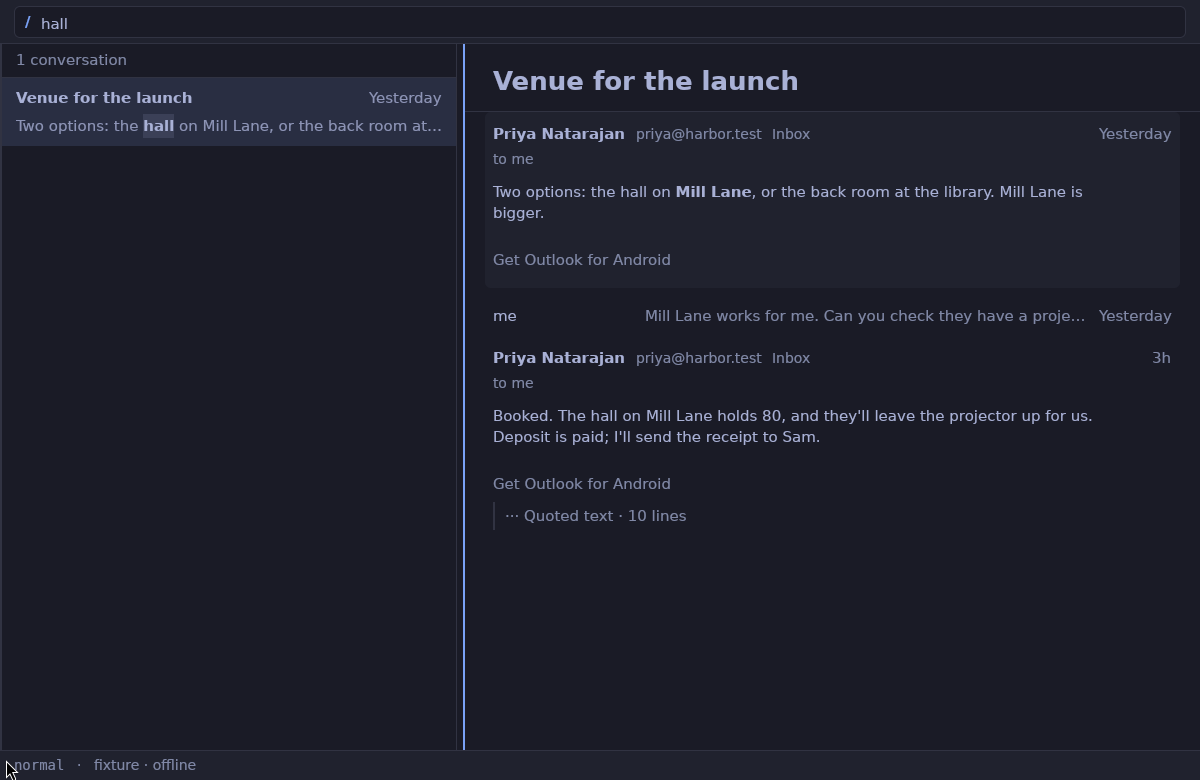 / hall
1 conversation
Venue for the launch Yesterday
Two options: the hall on Mill Lane, or the back room at...
Venue for the launch
Priya Natarajan priya@harbor.test Inbox Yesterday
to me
Two options: the hall on Mill Lane, or the back room at the library. Mill Lane is
bigger.
Get Outlook for Android
me Mill Lane works for me. Can you check they have a proje... Yesterday
Priya Natarajan priya@harbor.test Inbox 3h
to me
Booked. The hall on Mill Lane holds 80, and they'll leave the projector up for us.
Deposit is paid; I'll send the receipt to Sam.
Get Outlook for Android
··· Quoted text · 10 lines
normal · fixture · offline